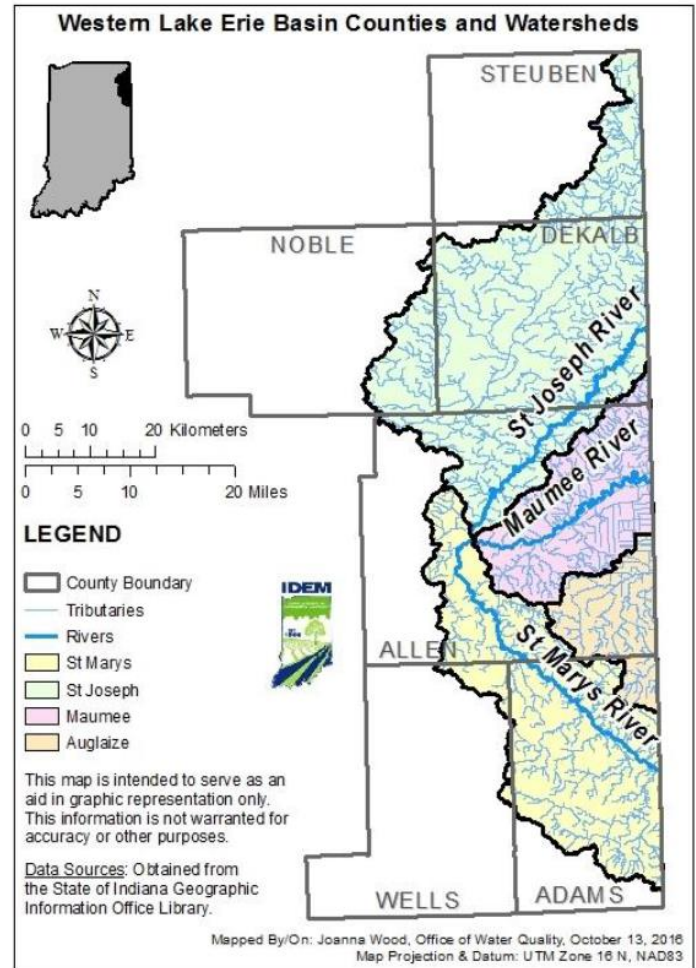 Western Lake Erie Basin Counties and Watersheds
STEUBEN
NOBLE
DEKALB
N
W E
S
St Joseph River
0 5 10 20 Kilometers
0 5 10 20 Miles
Maumee River
LEGEND
County Boundary
Tributaries
Rivers
St Marys
St Joseph
Maumee
Auglaize
IDEM
ALLEN
St Marys River
This map is intended to serve as an
aid in graphic representation only.
This information is not warranted for
accuracy or other purposes.
Data Sources: Obtained from
the State of Indiana Geographic
Information Office Library.
WELLS
ADAMS
Mapped By/On: Joanna Wood, Office of Water Quality, October 13, 2016
Map Projection & Datum: UTM Zone 16 N, NAD83